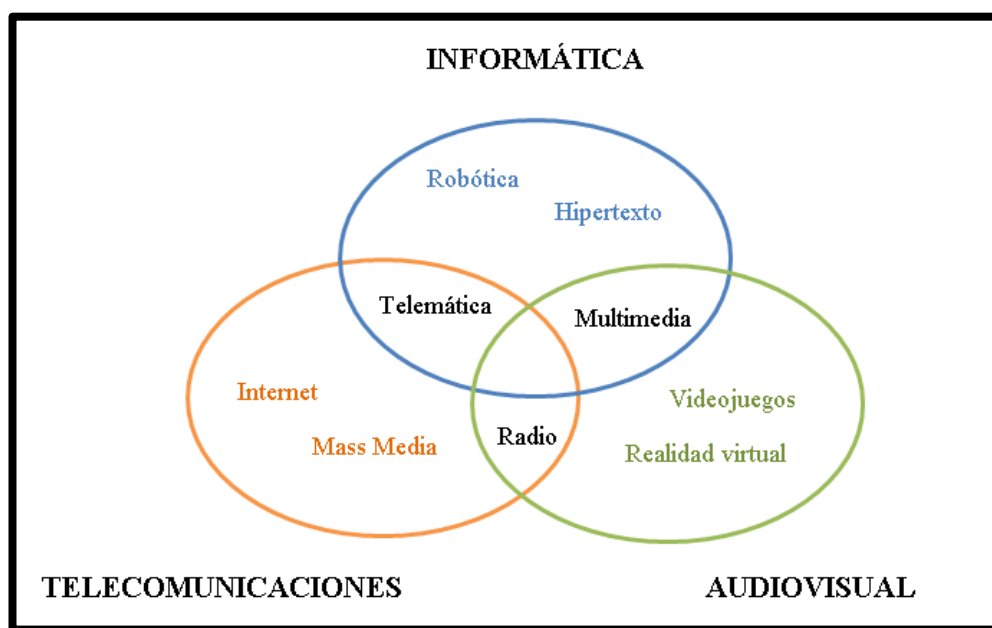 INFORMÁTICA
Robótica
Hipertexto
Telemática
Multimedia
Internet
Videojuegos
Mass Media
Radio
Realidad virtual
TELECOMUNICACIONES
AUDIOVISUAL